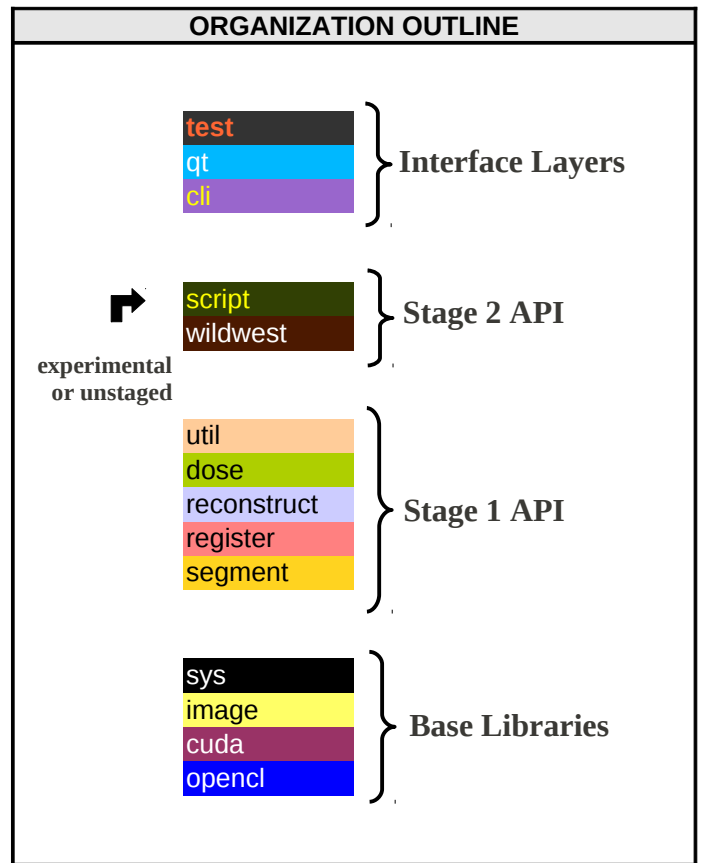 ORGANIZATION OUTLINE
test
qt
cli
Interface Layers
script
wildwest
Stage 2 API
experimental
or unstaged
util
dose
reconstruct
register
segment
Stage 1 API
sys
image
cuda
opencl
Base Libraries